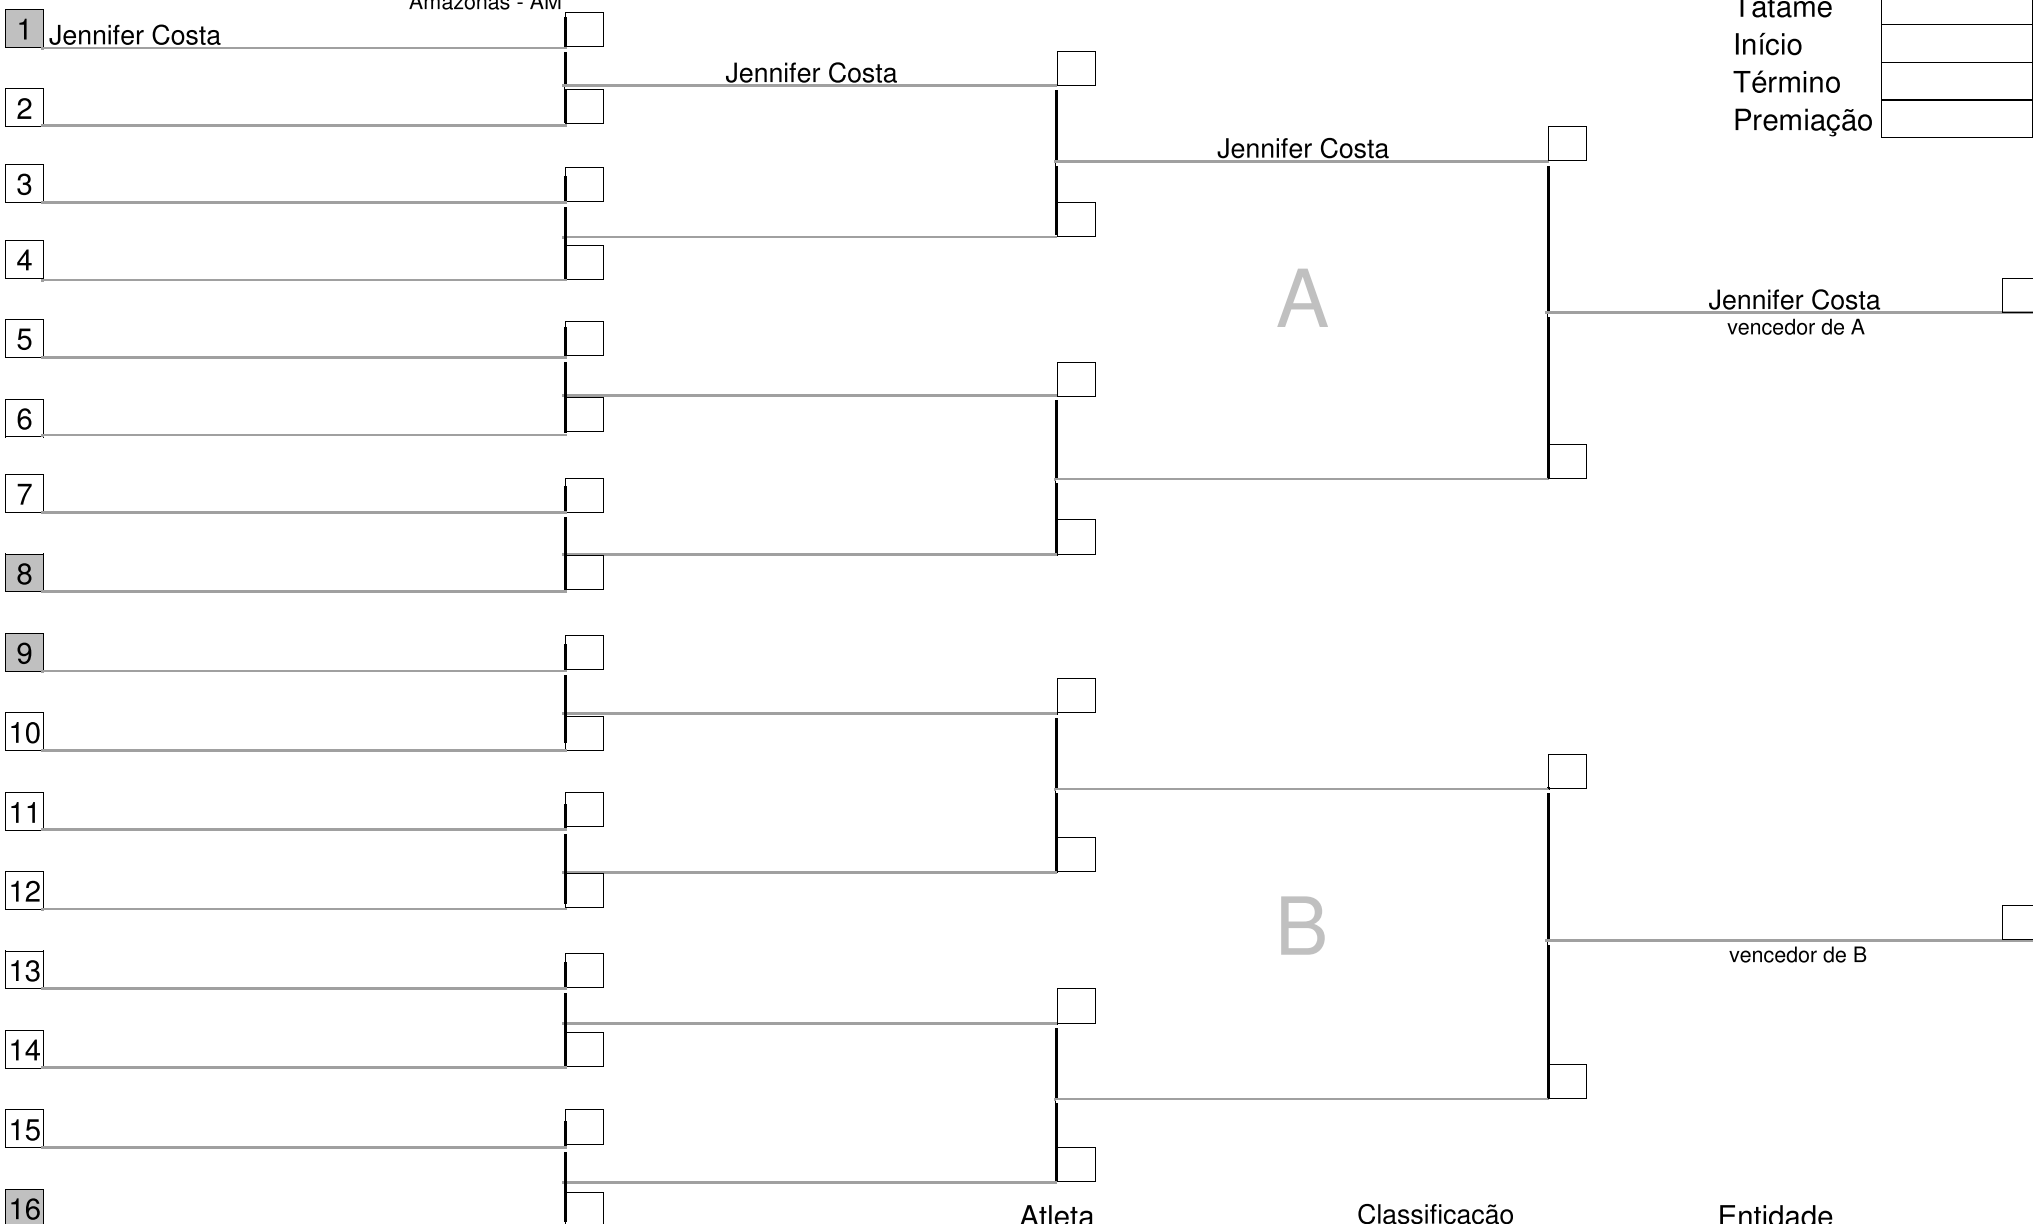 Amazonas - AM
Tatame
1 Jennifer Costa
Início
Jennifer Costa
Término
2
Premiação
Jennifer Costa
3
4
A
Jennifer Costa
vencedor de A
5
6
7
8
9
10
11
12
B
vencedor de B
13
14
15
16
Atleta Classificação Entidade